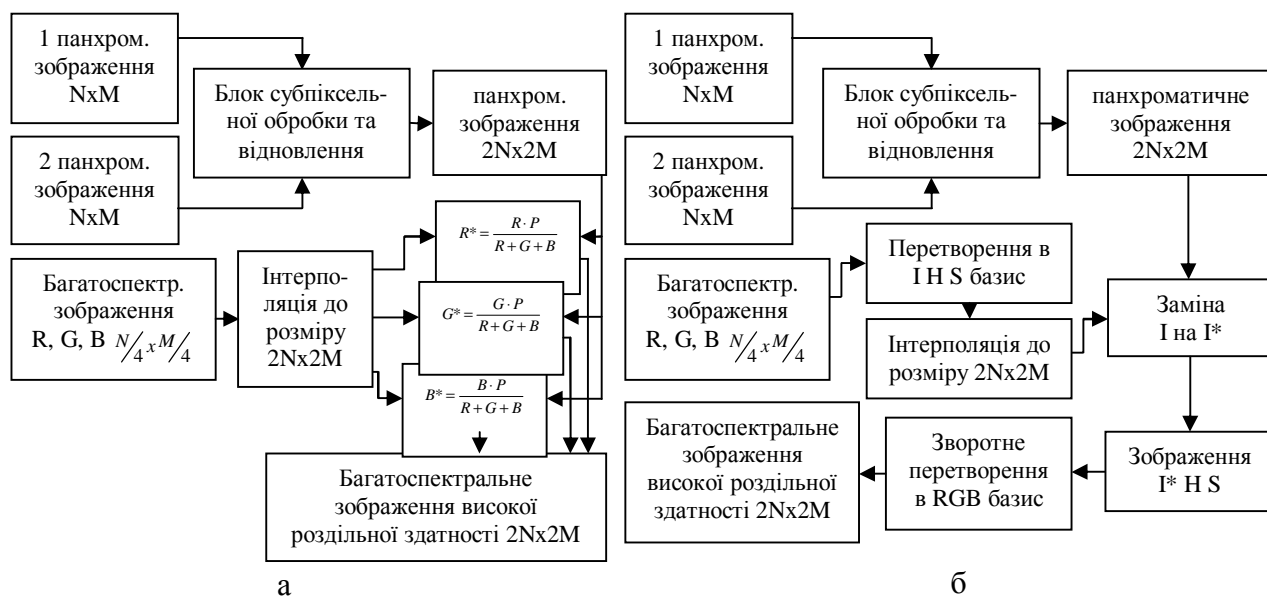 1 панхром.
зображення
NxM
2 панхром.
зображення
NxM
Блок субпіксель-
ної обробки та
відновлення
панхром.
зображення
2Nx2M
Багатоспектр.
зображення
R, G, B N/4 x M/4
Інтерпо-
ляція до
розміру
2Nx2M
R* = R · P / R + G + B
G* = G · P / R + G + B
B* = B · P / R + G + B
Багатоспектральне
зображення високої
роздільної здатності 2Nx2M
а
1 панхром.
зображення
NxM
2 панхром.
зображення
NxM
Блок субпіксель-
ної обробки та
відновлення
панхроматичне
зображення
2Nx2M
Багатоспектр.
зображення
R, G, B N/4 x M/4
Перетворення в
I H S базис
Інтерполяція до
розміру 2Nx2M
Заміна
I на I*
Зображення
I* H S
Зворотне
перетворення
в RGB базис
Багатоспектральне
зображення
високої роздільної
здатності 2Nx2M
б